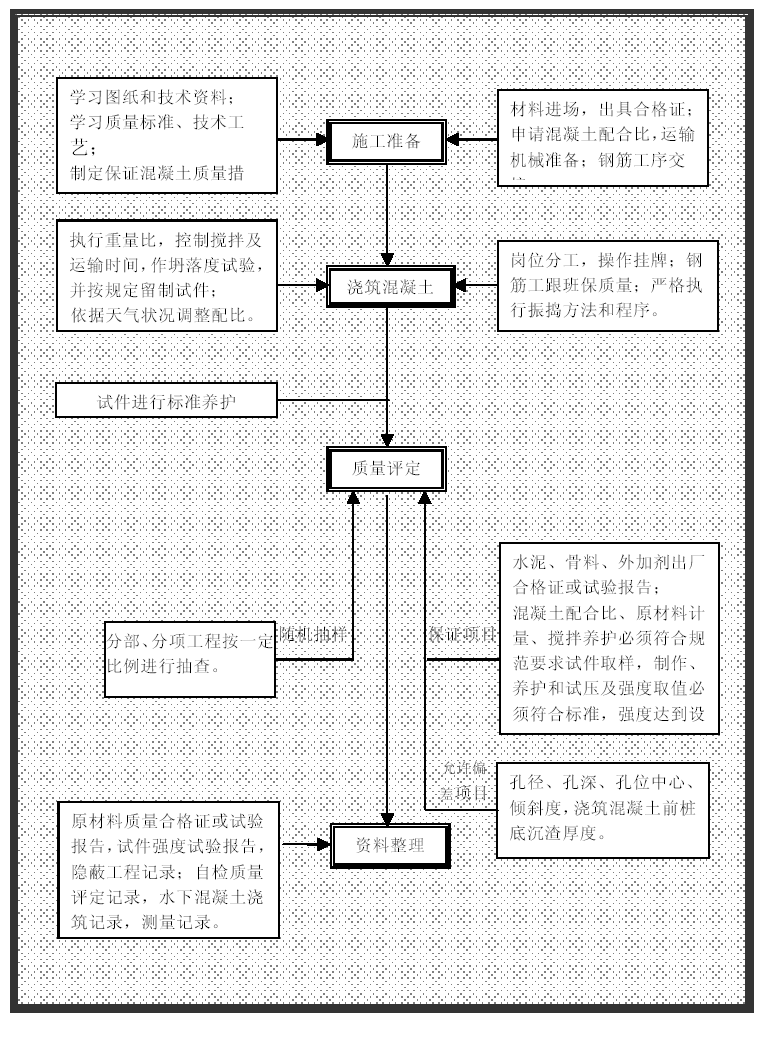 学习图纸和技术资料；
学习质量标准、技术工
艺；
制定保证混凝土质量措
施工准备
材料进场，出具合格证；
申请混凝土配合比，运输
机械准备；钢筋工序交
执行重量比，控制搅拌及
运输时间，作坍落度试验，
并按规定留制试件；
依据天气状况调整配比。
浇筑混凝土
岗位分工，操作挂牌；钢
筋工跟班保质量；严格执
行振捣方法和程序。
试件进行标准养护
质量评定
分部、分项工程按一定
比例进行抽查。
随机抽样
保证项目
水泥、骨料、外加剂出厂
合格证或试验报告；
混凝土配合比、原材料计
量、搅拌养护必须符合规
范要求试件取样，制作、
养护和试压及强度取值必
须符合标准，强度达到设
允许偏
差项目
孔径、孔深、孔位中心、
倾斜度，浇筑混凝土前桩
底沉渣厚度。
原材料质量合格证或试验
报告，试件强度试验报告，
隐蔽工程记录；自检质量
评定记录，水下混凝土浇
筑记录，测量记录。
资料整理